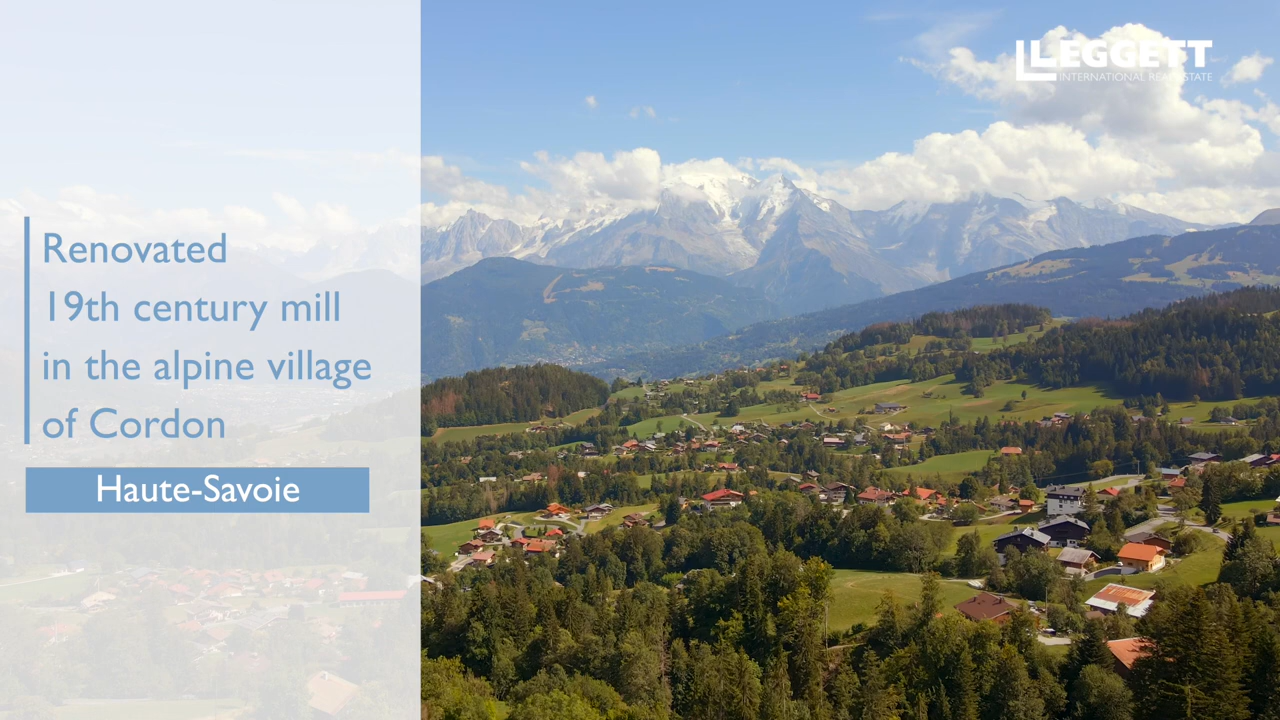 Renovated
19th century mill
in the alpine village
of Cordon
Haute-Savoie
LEGGETT
INTERNATIONAL REAL ESTATE